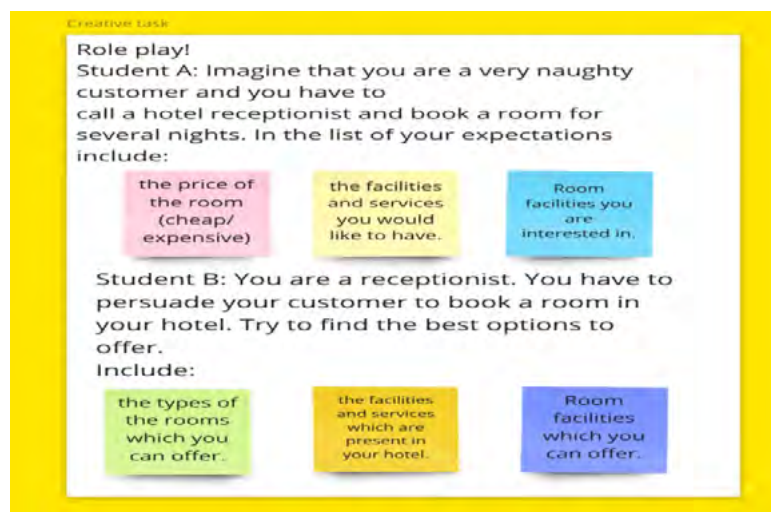 Creative task
Role play!
Student A: Imagine that you are a very naughty
customer and you have to
call a hotel receptionist and book a room for
several nights. In the list of your expectations
include:
the price of
the room
(cheap/
expensive)
the facilities
and services
you would
like to have.
Room
facilities you
are
interested in.
Student B: You are a receptionist. You have to
persuade your customer to book a room in
your hotel. Try to find the best options to
offer.
Include:
the types of
the rooms
which you
can offer.
the facilities
and services
which are
present in
your hotel.
Room
facilities
which you
can offer.